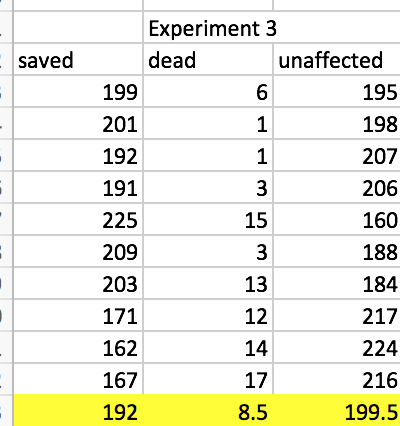 Experiment 3
saved dead unaffected
199 6 195
201 1 198
192 1 207
191 3 206
225 15 160
209 3 188
203 13 184
171 12 217
162 14 224
167 17 216
192 8.5 199.5